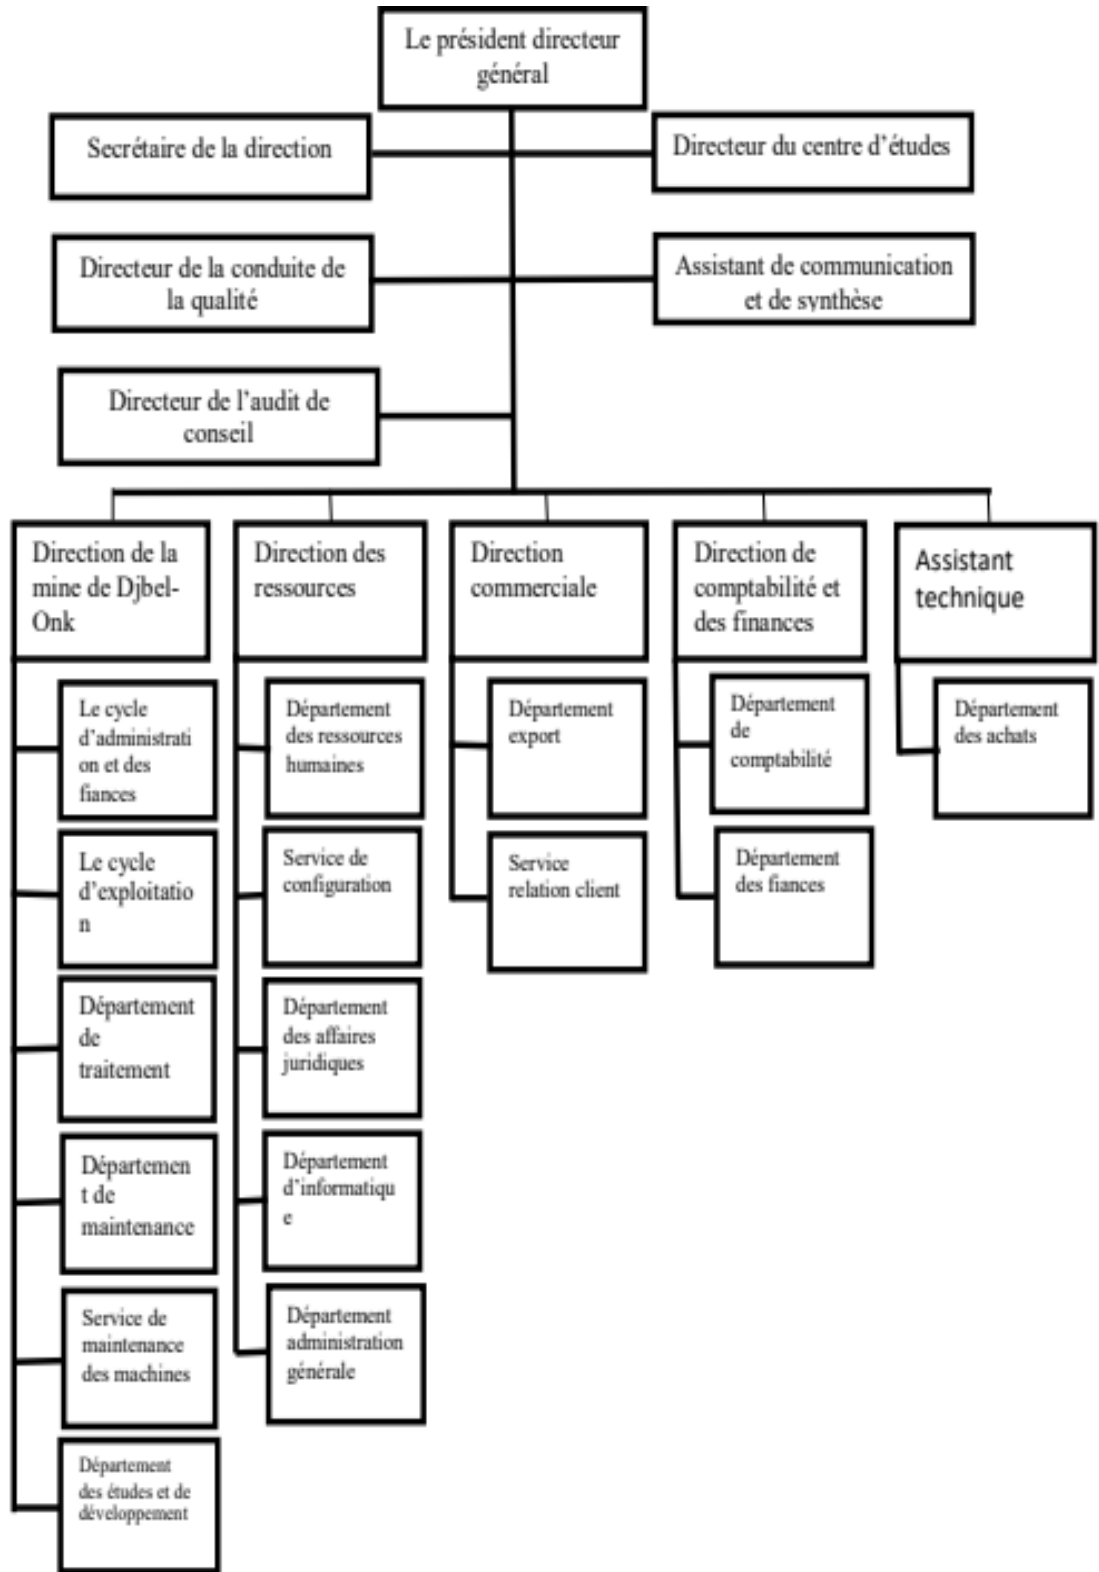 Le président directeur
général
Secrétaire de la direction
Directeur du centre d’études
Directeur de la conduite de
la qualité
Assistant de communication
et de synthèse
Directeur de l’audit de
conseil
Direction de la
mine de Djbel-
Onk
Direction des
ressources
Direction
commerciale
Direction de
comptabilité et
des finances
Assistant
technique
Le cycle
d’administrati
on et des
fiances
Le cycle
d’exploitatio
n
Département
de
traitement
Départemen
t de
maintenance
Service de
maintenance
des machines
Département
des études et de
développement
Département
des ressources
humaines
Service de
configuration
Département
des affaires
juridiques
Département
d’informatiqu
e
Département
administration
générale
Département
export
Service
relation client
Département
de
comptabilité
Département
des fiances
Département
des achats